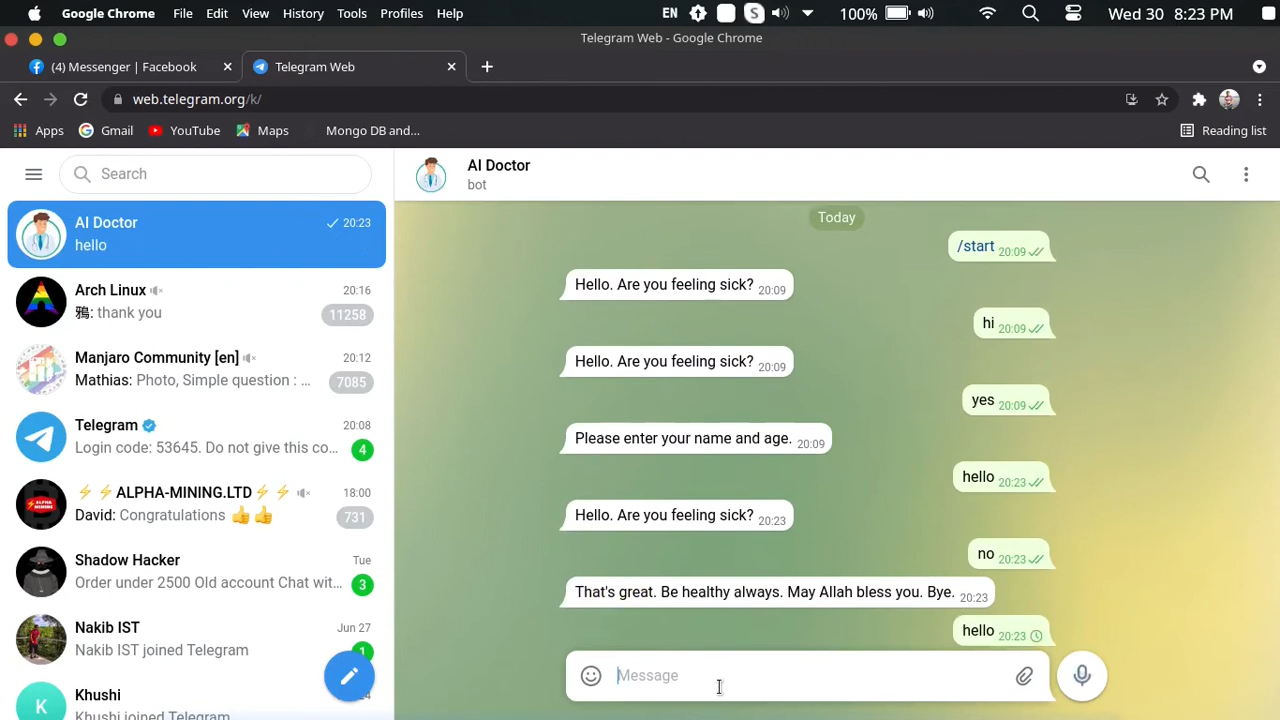 Google Chrome File Edit View History Tools Profiles Help EN S 100% Wed 30 8:23 PM
Telegram Web - Google Chrome
(4) Messenger | Facebook Telegram Web
web.telegram.org/k/
Apps Gmail YouTube Maps Mongo DB and... Reading list
Search
AI Doctor 20:23
hello
Arch Linux 20:16
鴉: thank you 11258
Manjaro Community [en] 20:12
Mathias: Photo, Simple question : ... 7085
Telegram 20:08
Login code: 53645. Do not give this co... 4
⚡⚡ALPHA-MINING.LTD⚡⚡ 18:00
David: Congratulations 👍👍 731
Shadow Hacker Tue
Order under 2500 Old account Chat wit... 3
Nakib IST Jun 27
Nakib IST joined Telegram 1
K Khushi
Khushi joined Telegram
AI Doctor
bot
Today
/start 20:09
Hello. Are you feeling sick? 20:09
hi 20:09
Hello. Are you feeling sick? 20:09
yes 20:09
Please enter your name and age. 20:09
hello 20:23
Hello. Are you feeling sick? 20:23
no 20:23
That's great. Be healthy always. May Allah bless you. Bye. 20:23
hello 20:23
Message